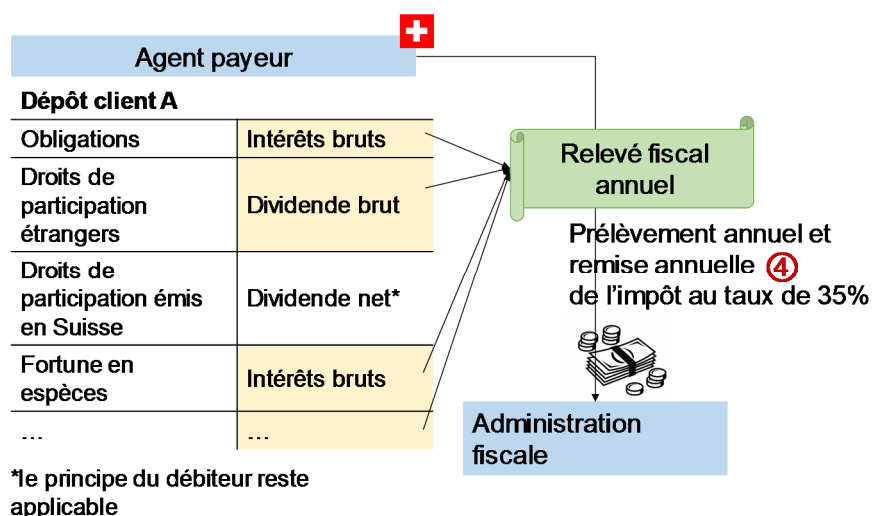 Agent payeur
Dépôt client A
Obligations
Intérêts bruts
Droits de
participation
étrangers
Dividende brut
Droits de
participation émis
en Suisse
Dividende net*
Fortune en
espèces
Intérêts bruts
...
...
*le principe du débiteur reste
applicable
Relevé fiscal
annuel
Prélèvement annuel et
remise annuelle ④
de l'impôt au taux de 35%
Administration
fiscale